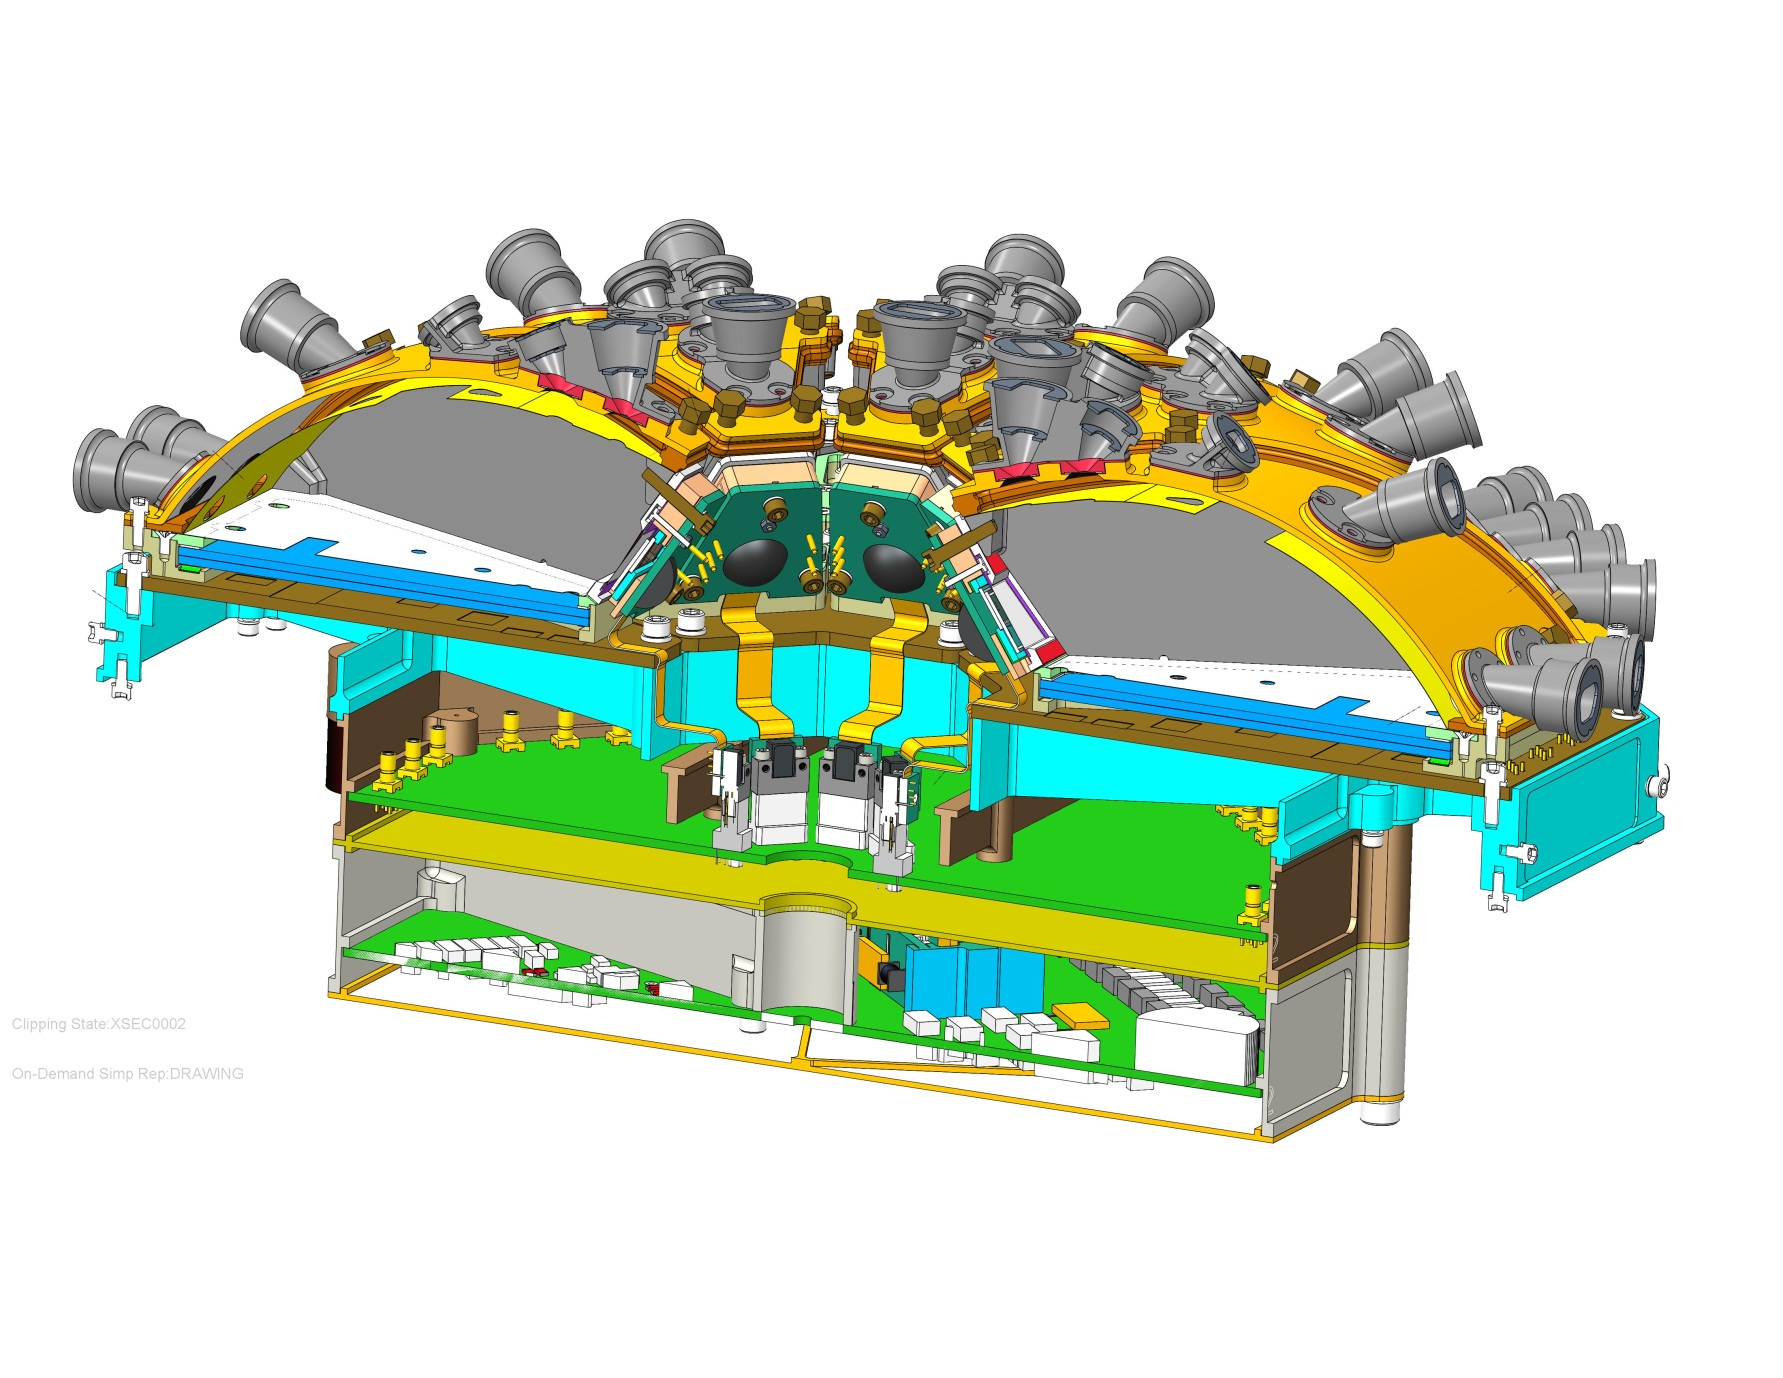 Clipping State:XSEC0002
On-Demand Simp Rep:DRAWING